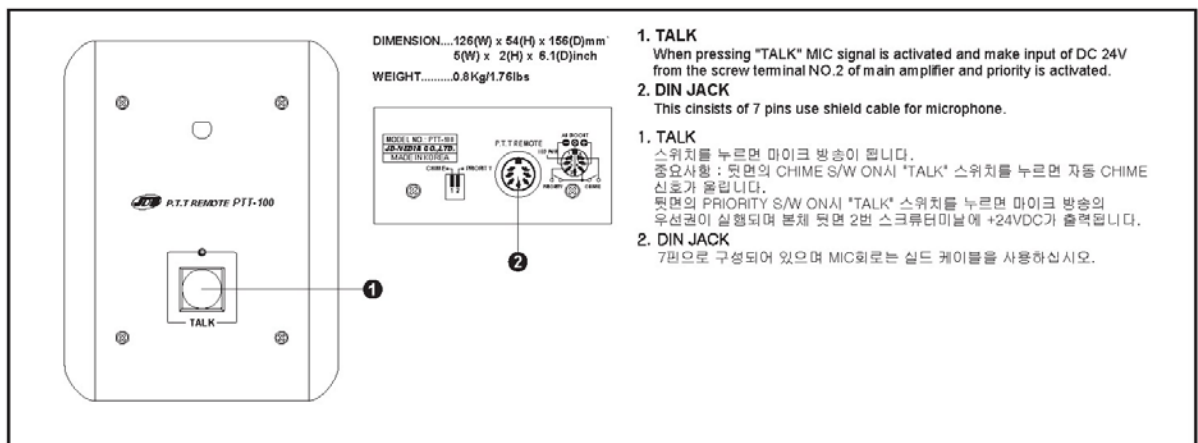 DIMENSION....126(W) x 54(H) x 156(D)mm
5(W) x 2(H) x 6.1(D)inch
WEIGHT..........0.8Kg/1.76lbs
MODEL NO.: PTT-100
JD-MEDIA CO.,LTD.
MADE IN KOREA
P.T.T REMOTE
CHIME
PRIORITY
1 2
PRIORITY
CHIME
P.T.T REMOTE PTT-100
TALK
1
2
1. TALK
When pressing "TALK" MIC signal is activated and make input of DC 24V
from the screw terminal NO.2 of main amplifier and priority is activated.
2. DIN JACK
This cinsists of 7 pins use shield cable for microphone.
1. TALK
스위치를 누르면 마이크 방송이 됩니다.
중요사항 : 뒷면의 CHIME S/W ON시 "TALK" 스위치를 누르면 자동 CHIME
신호가 울립니다.
뒷면의 PRIORITY S/W ON시 "TALK" 스위치를 누르면 마이크 방송의
우선권이 실행되며 본체 뒷면 2번 스크류터미날에 +24VDC가 출력됩니다.
2. DIN JACK
7핀으로 구성되어 있으며 MIC회로는 실드 케이블을 사용하십시오.